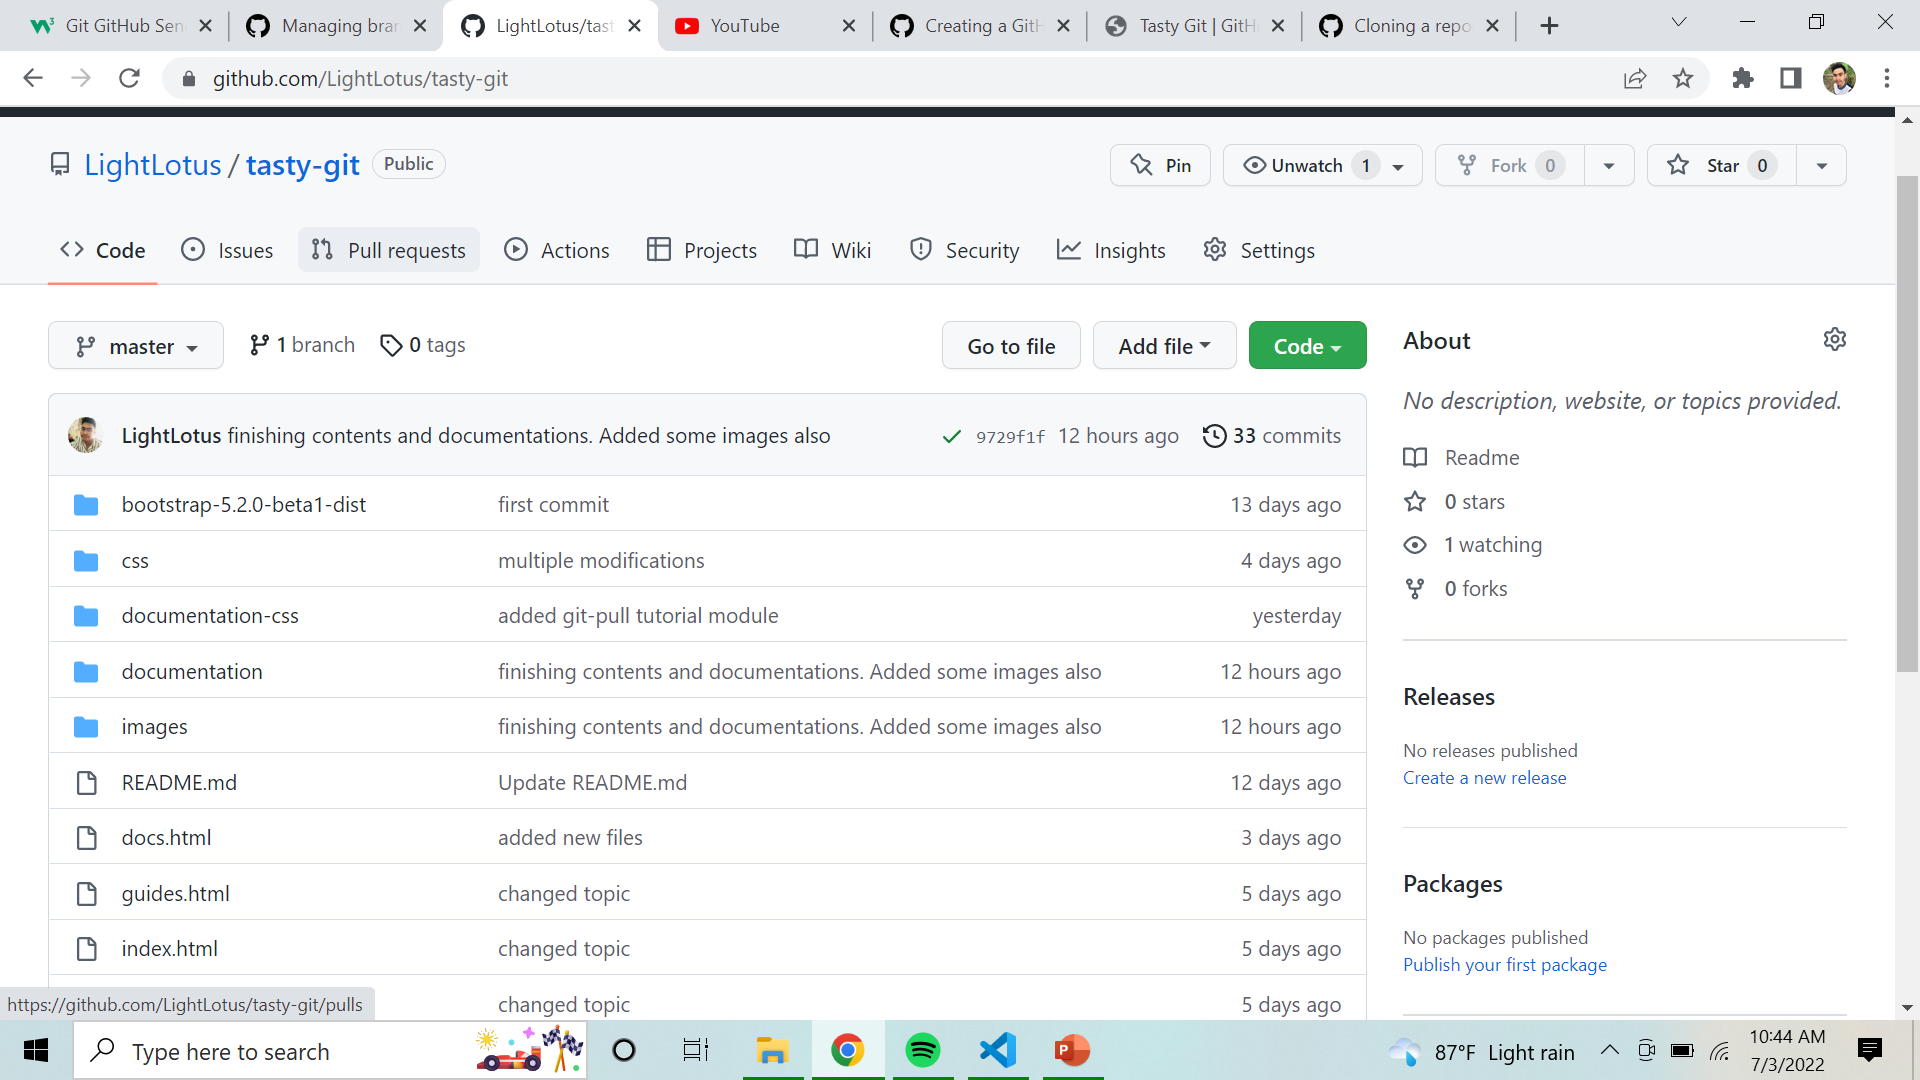 Git GitHub Sen
Managing bran
LightLotus/tast
YouTube
Creating a GitH
Tasty Git | GitH
Cloning a repo
github.com/LightLotus/tasty-git
LightLotus / tasty-git Public
Pin
Unwatch 1
Fork 0
Star 0
Code
Issues
Pull requests
Actions
Projects
Wiki
Security
Insights
Settings
master
1 branch
0 tags
Go to file
Add file
Code
LightLotus finishing contents and documentations. Added some images also 9729f1f 12 hours ago 33 commits
bootstrap-5.2.0-beta1-dist first commit 13 days ago
css multiple modifications 4 days ago
documentation-css added git-pull tutorial module yesterday
documentation finishing contents and documentations. Added some images also 12 hours ago
images finishing contents and documentations. Added some images also 12 hours ago
README.md Update README.md 12 days ago
docs.html added new files 3 days ago
guides.html changed topic 5 days ago
index.html changed topic 5 days ago
changed topic 5 days ago
About
No description, website, or topics provided.
Readme
0 stars
1 watching
0 forks
Releases
No releases published
Create a new release
Packages
No packages published
Publish your first package
https://github.com/LightLotus/tasty-git/pulls
Type here to search
87°F Light rain
10:44 AM
7/3/2022